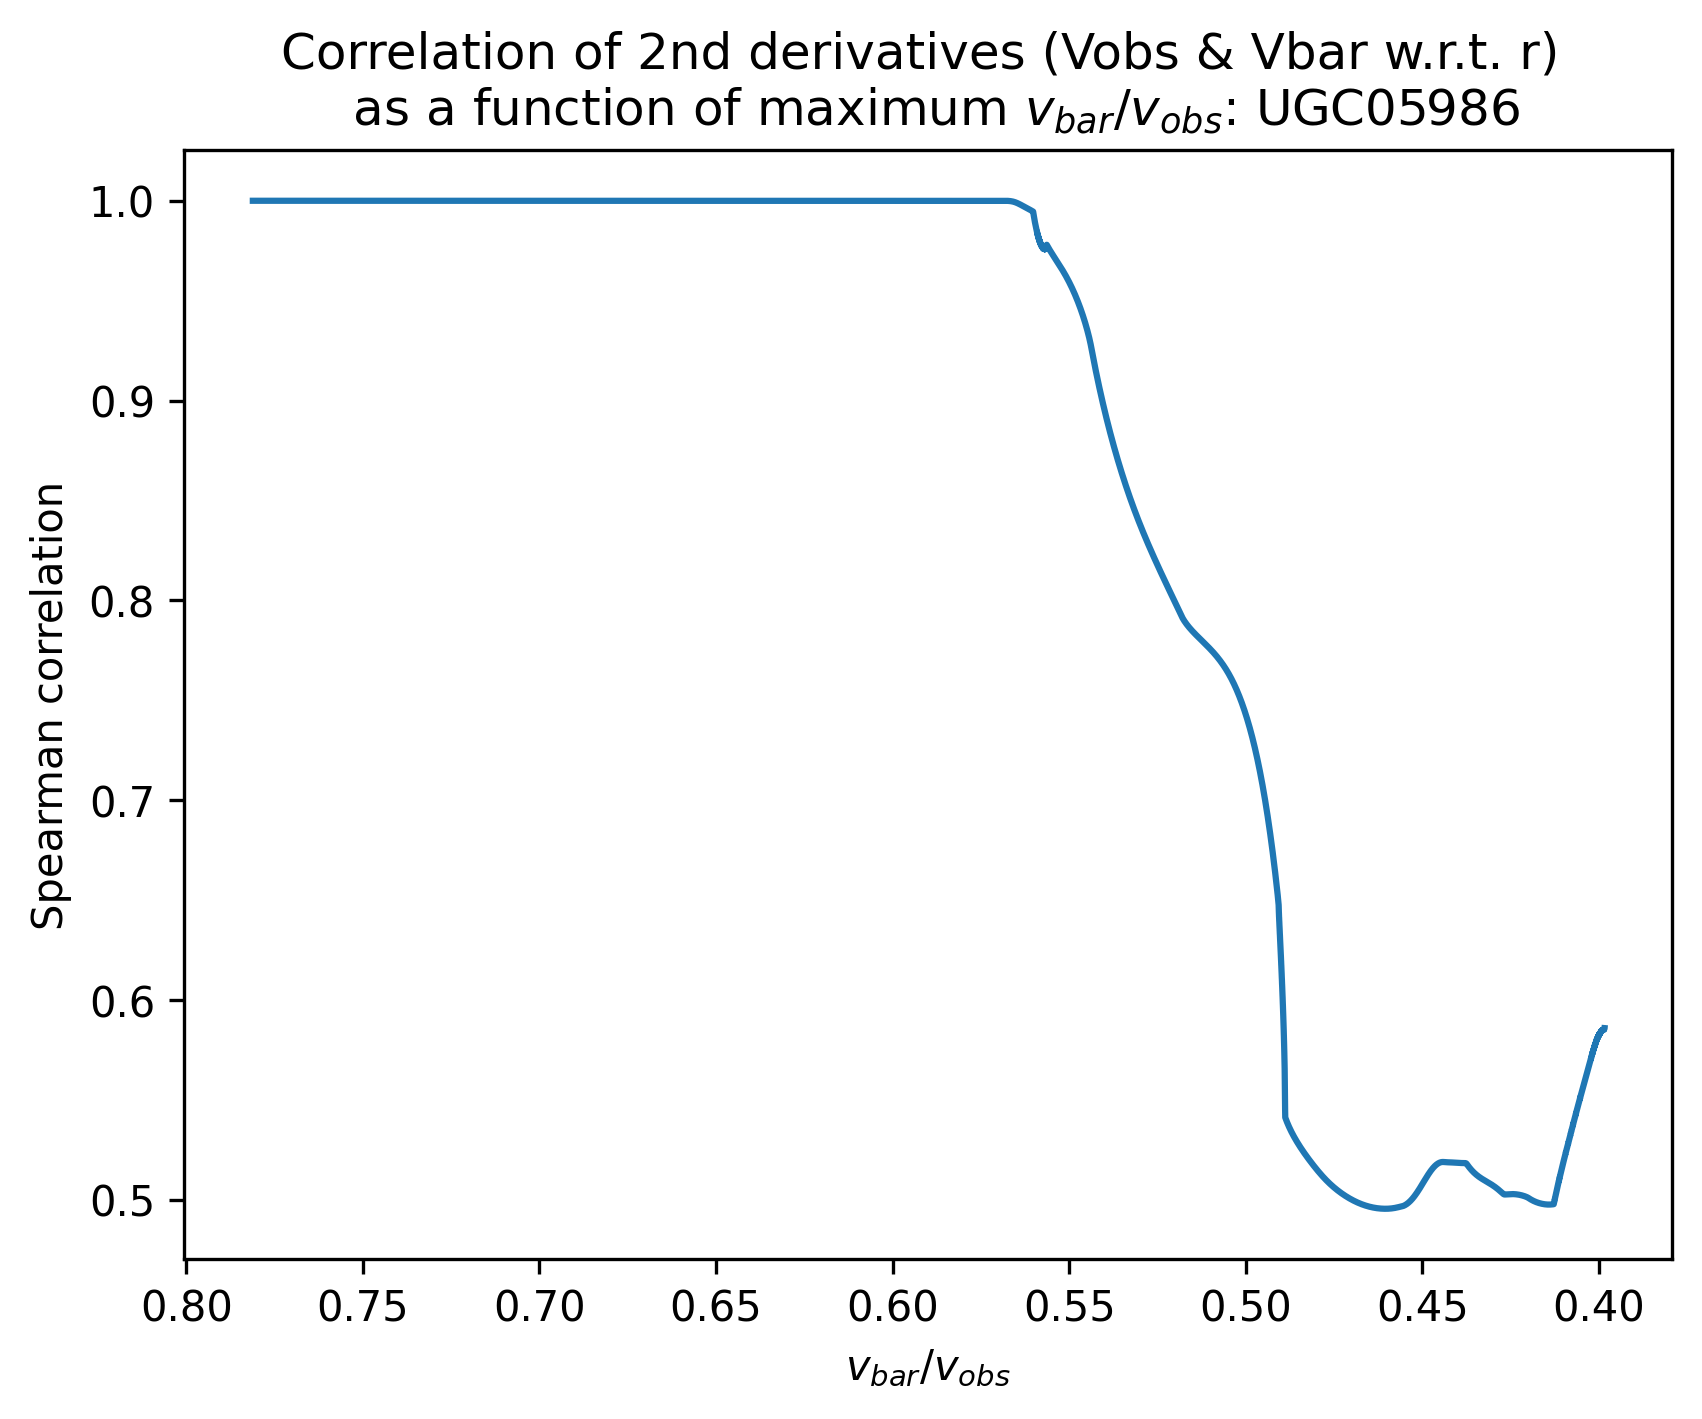 Correlation of 2nd derivatives (Vobs & Vbar w.r.t. r)
as a function of maximum v_bar/v_obs: UGC05986
1.0
0.9
0.8
0.7
0.6
0.5
Spearman correlation
0.80 0.75 0.70 0.65 0.60 0.55 0.50 0.45 0.40
v_bar/v_obs